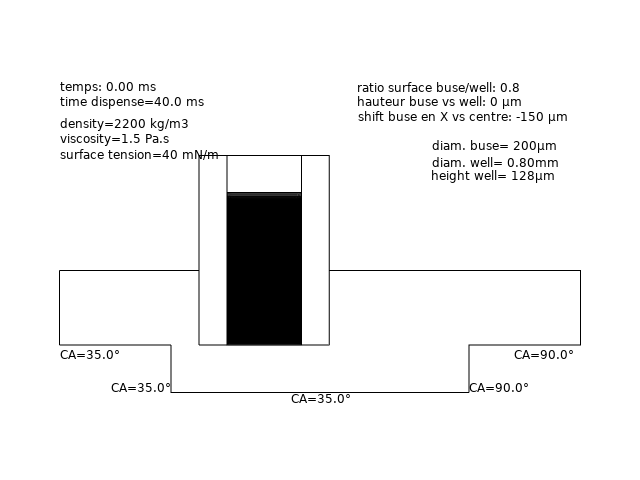 temps: 0.00 ms
time dispense=40.0 ms
density=2200 kg/m3
viscosity=1.5 Pa.s
surface tension=40 mN/m
ratio surface buse/well: 0.8
hauteur buse vs well: 0 µm
shift buse en X vs centre: -150 µm
diam. buse= 200µm
diam. well= 0.80mm
height well= 128µm
CA=35.0°
CA=90.0°
CA=35.0°
CA=90.0°
CA=35.0°